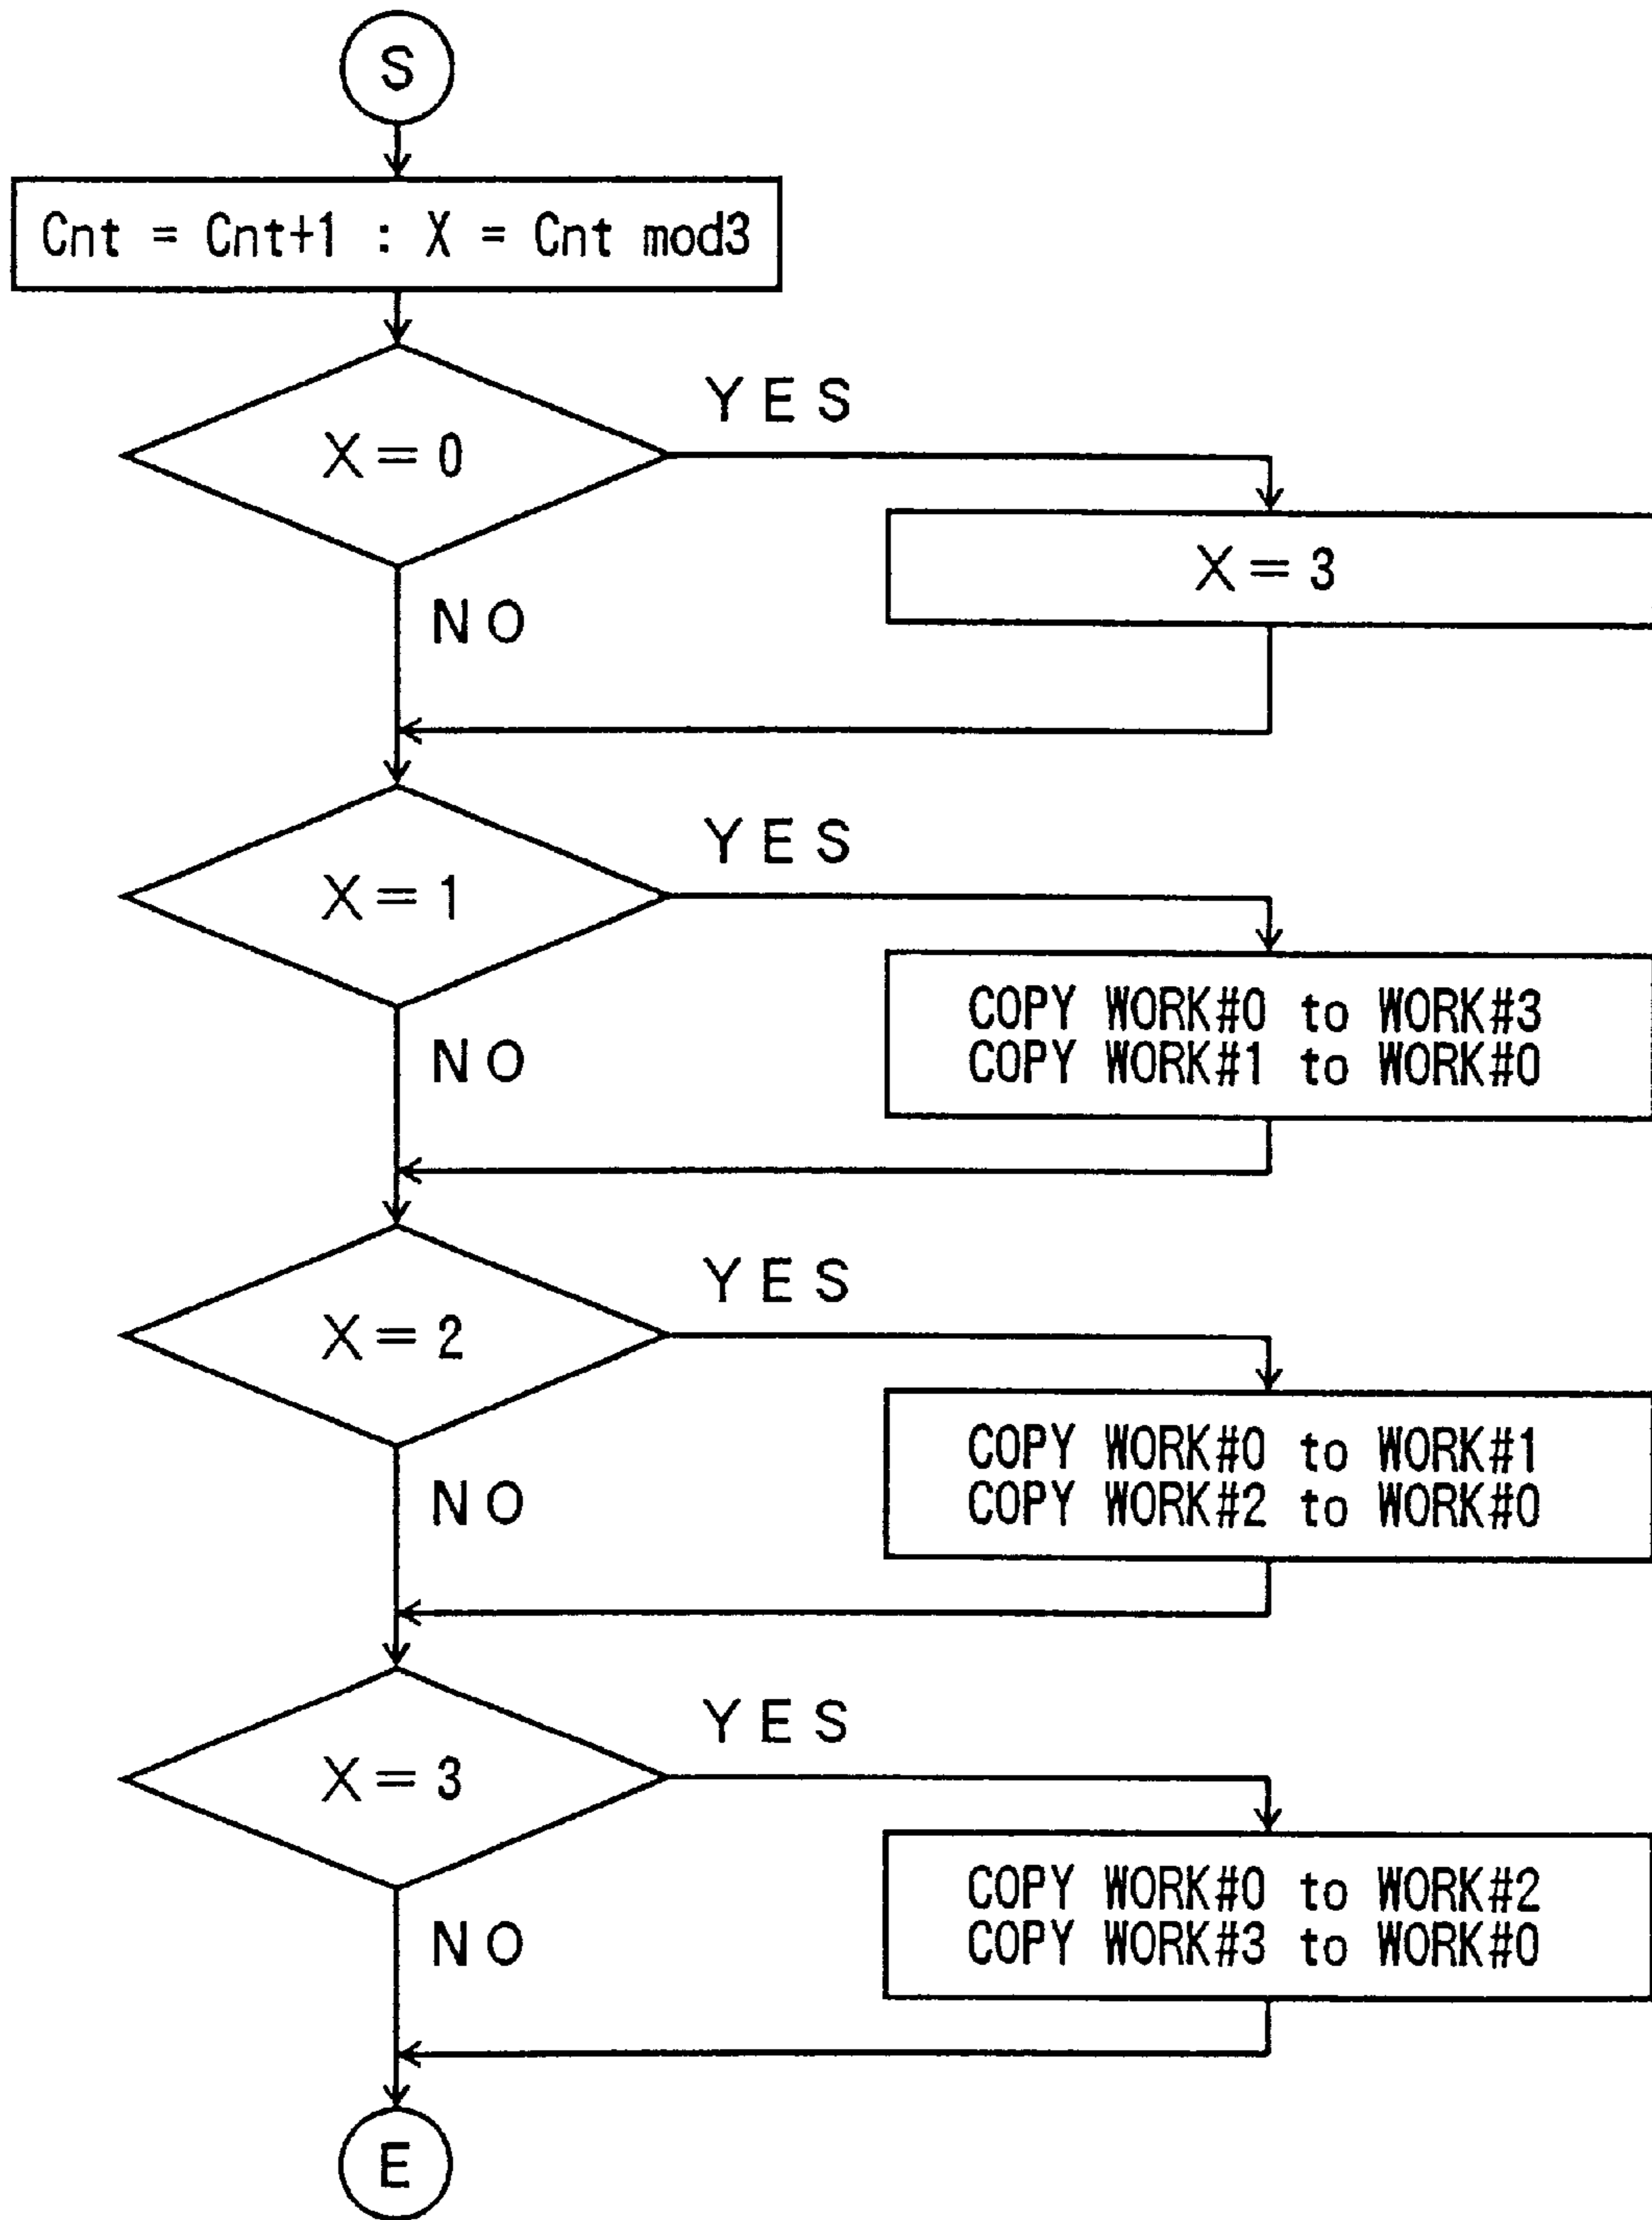 S
Cnt = Cnt+1 : X = Cnt mod3
X=0
YES
X=3
NO
X=1
YES
COPY WORK#0 to WORK#3
COPY WORK#1 to WORK#0
NO
X=2
YES
COPY WORK#0 to WORK#1
COPY WORK#2 to WORK#0
NO
X=3
YES
COPY WORK#0 to WORK#2
COPY WORK#3 to WORK#0
NO
E